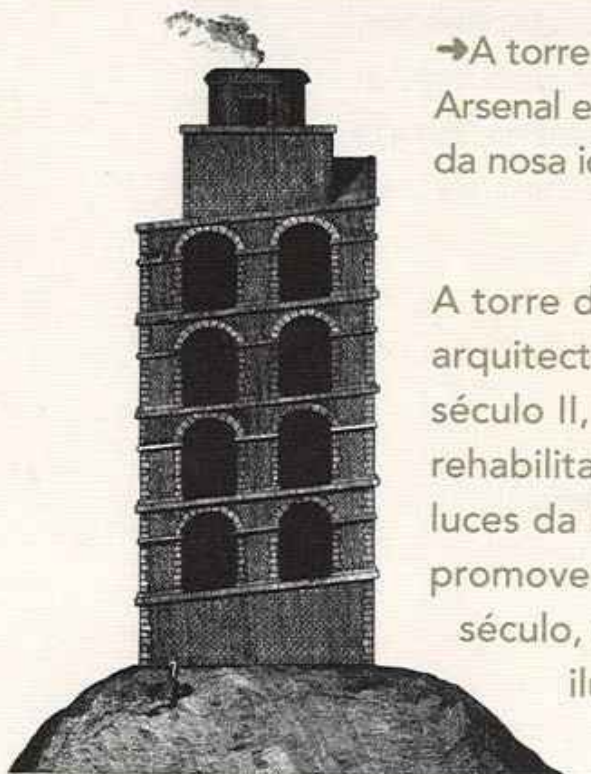 ➔A torre
Arsenal e
da nosa
A torre
arquitect
século II,
rehabilita
luces da
promove
século,